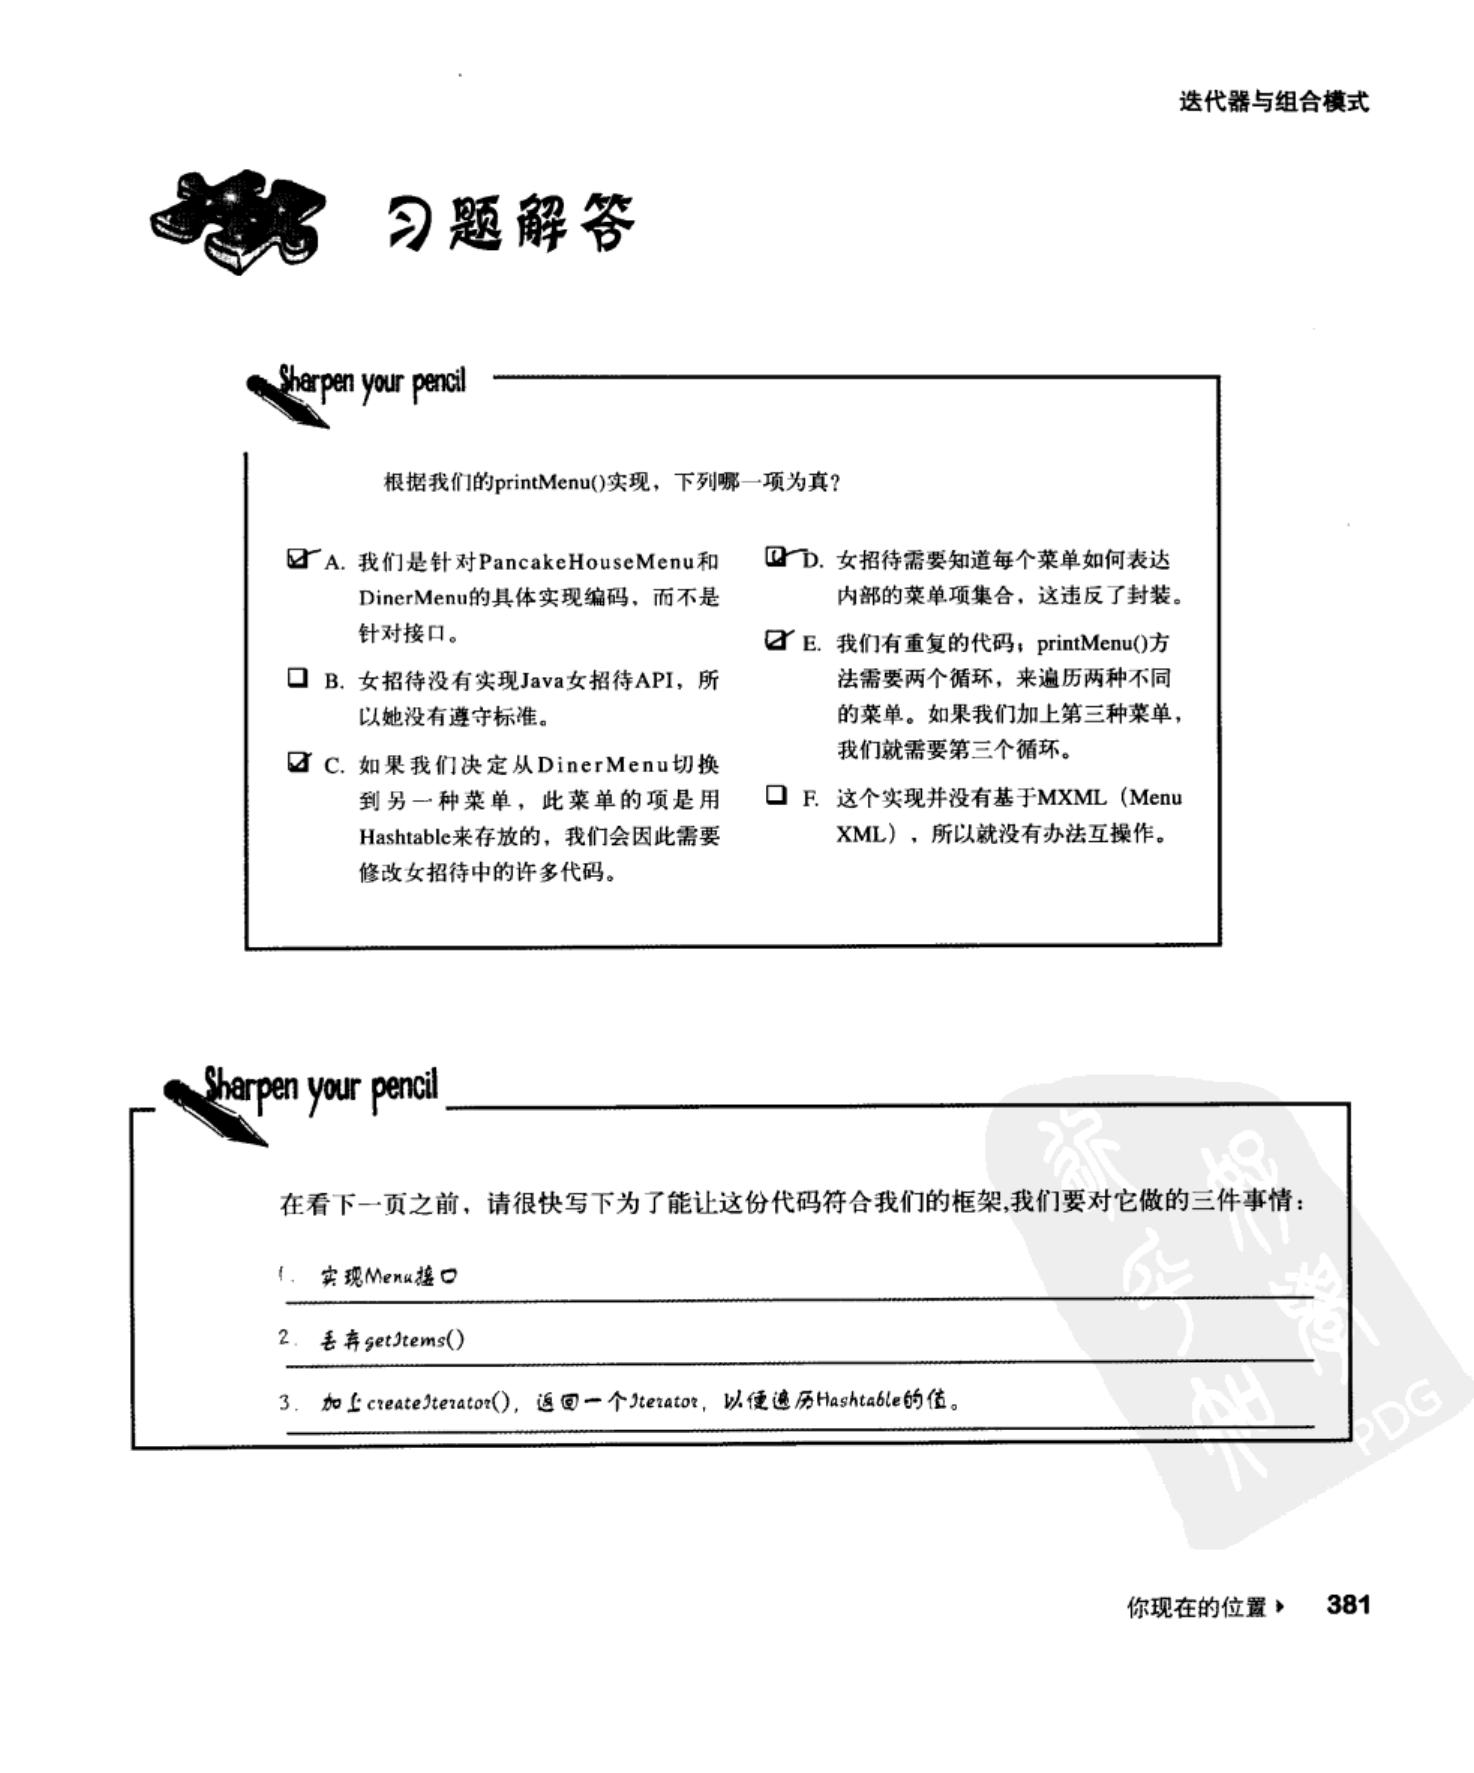 迭代器与组合模式
习题解答
Sharpen your pencil
根据我们的printMenu()实现，下列哪一项为真?
A. 我们是针对PancakeHouseMenu和
DinerMenu的具体实现编码，而不是
针对接口。
B. 女招待没有实现Java女招待API，所
以她没有遵守标准。
C. 如果我们决定从DinerMenu切换
到另一种菜单，此菜单的项是用
Hashtable来存放的，我们会因此需要
修改女招待中的许多代码。
D. 女招待需要知道每个菜单如何表达
内部的菜单项集合，这违反了封装。
E. 我们有重复的代码；printMenu()方
法需要两个循环，来遍历两种不同
的菜单。如果我们加上第三种菜单，
我们就需要第三个循环。
F. 这个实现并没有基于MXML（Menu
XML），所以就没有办法互操作。
Sharpen your pencil
在看下一页之前，请很快写下为了能让这份代码符合我们的框架,我们要对它做的三件事情：
1. 实现Menu接口
2. 丢弃getItems()
3. 加上createIterator()，返回一个Iterator，以便遍历Hashtable的值。
PDG
你现在的位置 381